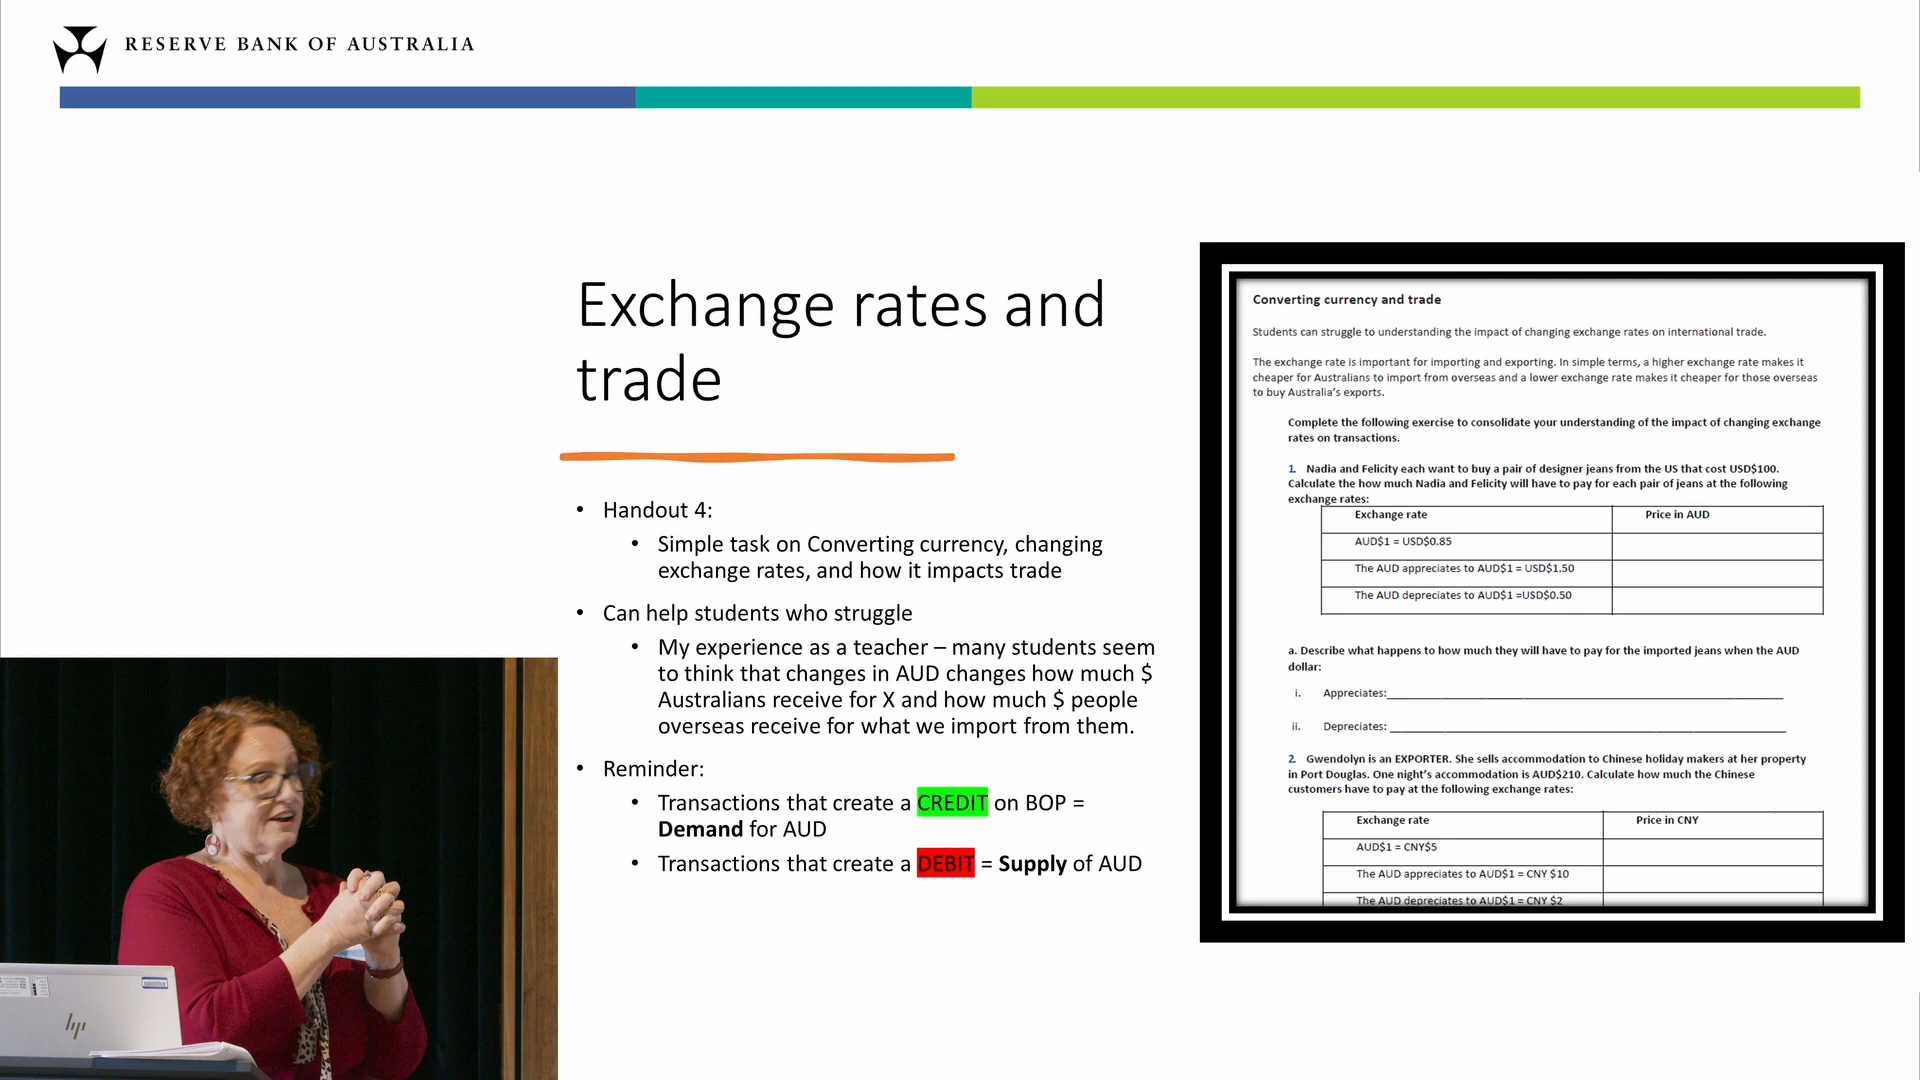 RESERVE BANK OF AUSTRALIA
Exchange rates and
trade
• Handout 4:
• Simple task on Converting currency, changing
exchange rates, and how it impacts trade
• Can help students who struggle
• My experience as a teacher – many students seem
to think that changes in AUD changes how much $
Australians receive for X and how much $ people
overseas receive for what we import from them.
• Reminder:
• Transactions that create a CREDIT on BOP =
Demand for AUD
• Transactions that create a DEBIT = Supply of AUD
Converting currency and trade
Students can struggle to understanding the impact of changing exchange rates on international trade.
The exchange rate is important for importing and exporting. In simple terms, a higher exchange rate makes it
cheaper for Australians to import from overseas and a lower exchange rate makes it cheaper for those overseas
to buy Australia's exports.
Complete the following exercise to consolidate your understanding of the impact of changing exchange
rates on transactions.
1. Nadia and Felicity each want to buy a pair of designer jeans from the US that cost USD$100.
Calculate the how much Nadia and Felicity will have to pay for each pair of jeans at the following
exchange rates:
Exchange rate Price in AUD
AUD$1 = USD$0.85
The AUD appreciates to AUD$1 = USD$1.50
The AUD depreciates to AUD$1 =USD$0.50
a. Describe what happens to how much they will have to pay for the imported jeans when the AUD
dollar:
i. Appreciates:
ii. Depreciates:
2. Gwendolyn is an EXPORTER. She sells accommodation to Chinese holiday makers at her property
in Port Douglas. One night's accommodation is AUD$210. Calculate how much the Chinese
customers have to pay at the following exchange rates:
Exchange rate Price in CNY
AUD$1 = CNY$5
The AUD appreciates to AUD$1 = CNY $10
The AUD depreciates to AUD$1 = CNY $2
hp